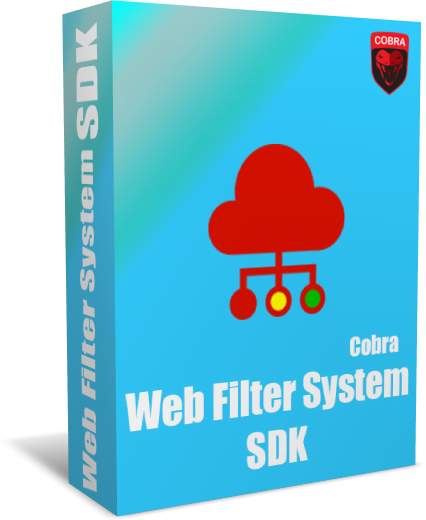 Web Filter System SDK
COBRA
Cobra
Web Filter System
SDK